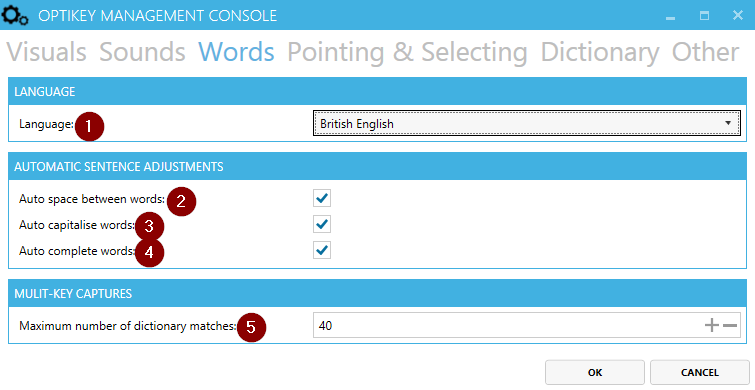 OPTIKEY MANAGEMENT CONSOLE
Visuals Sounds Words Pointing & Selecting Dictionary Other
LANGUAGE
Language: 1 British English
AUTOMATIC SENTENCE ADJUSTMENTS
Auto space between words: 2
Auto capitalise words: 3
Auto complete words: 4
MULIT-KEY CAPTURES
Maximum number of dictionary matches: 5 40
OK CANCEL